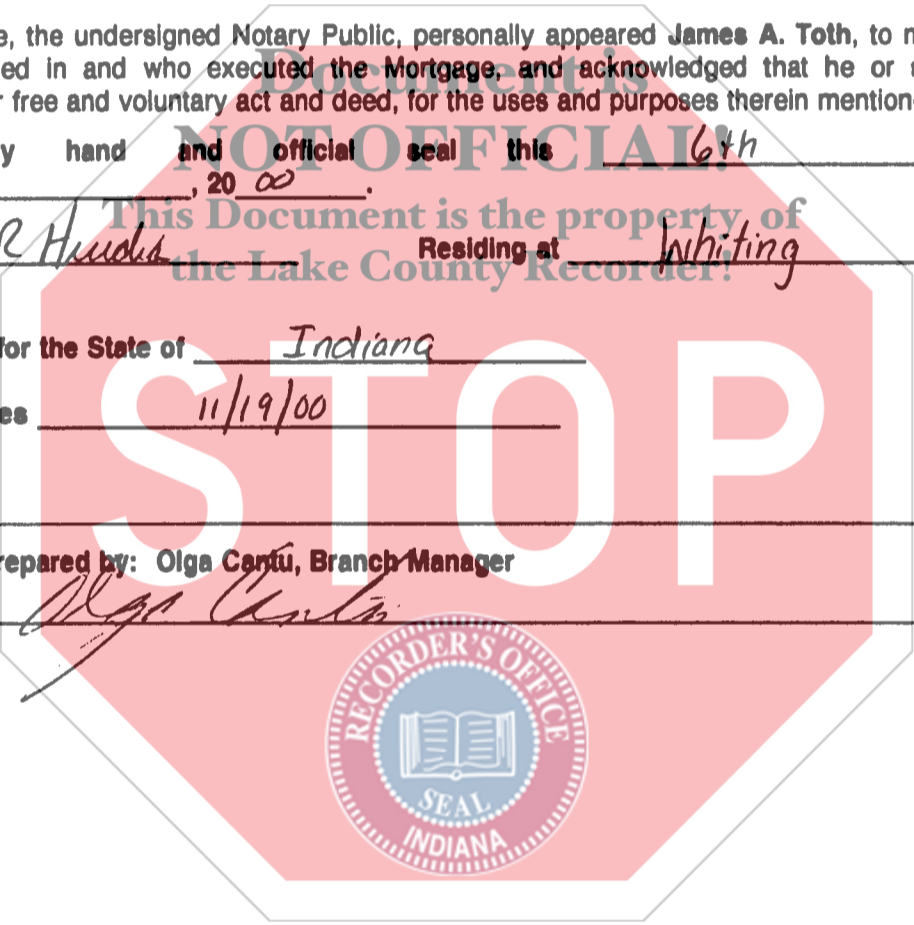 e, the undersigned Notary Public, personally appeared James A. Toth, to m
ed in and who executed the Mortgage, and acknowledged that he or
r free and voluntary act and deed, for the uses and purposes therein mention
y hand and official seal this 6th
, 20 00 .
R Residing at Whiting
for the State of Indiana
es 11/19/00
repared by: Olga Cantu, Branch Manager
Olga Cantu
Document is
NOT OFFICIAL!
This Document is the property of
the Lake County Recorder!
STOP
RECORDER'S OFFICE
SEAL
INDIANA